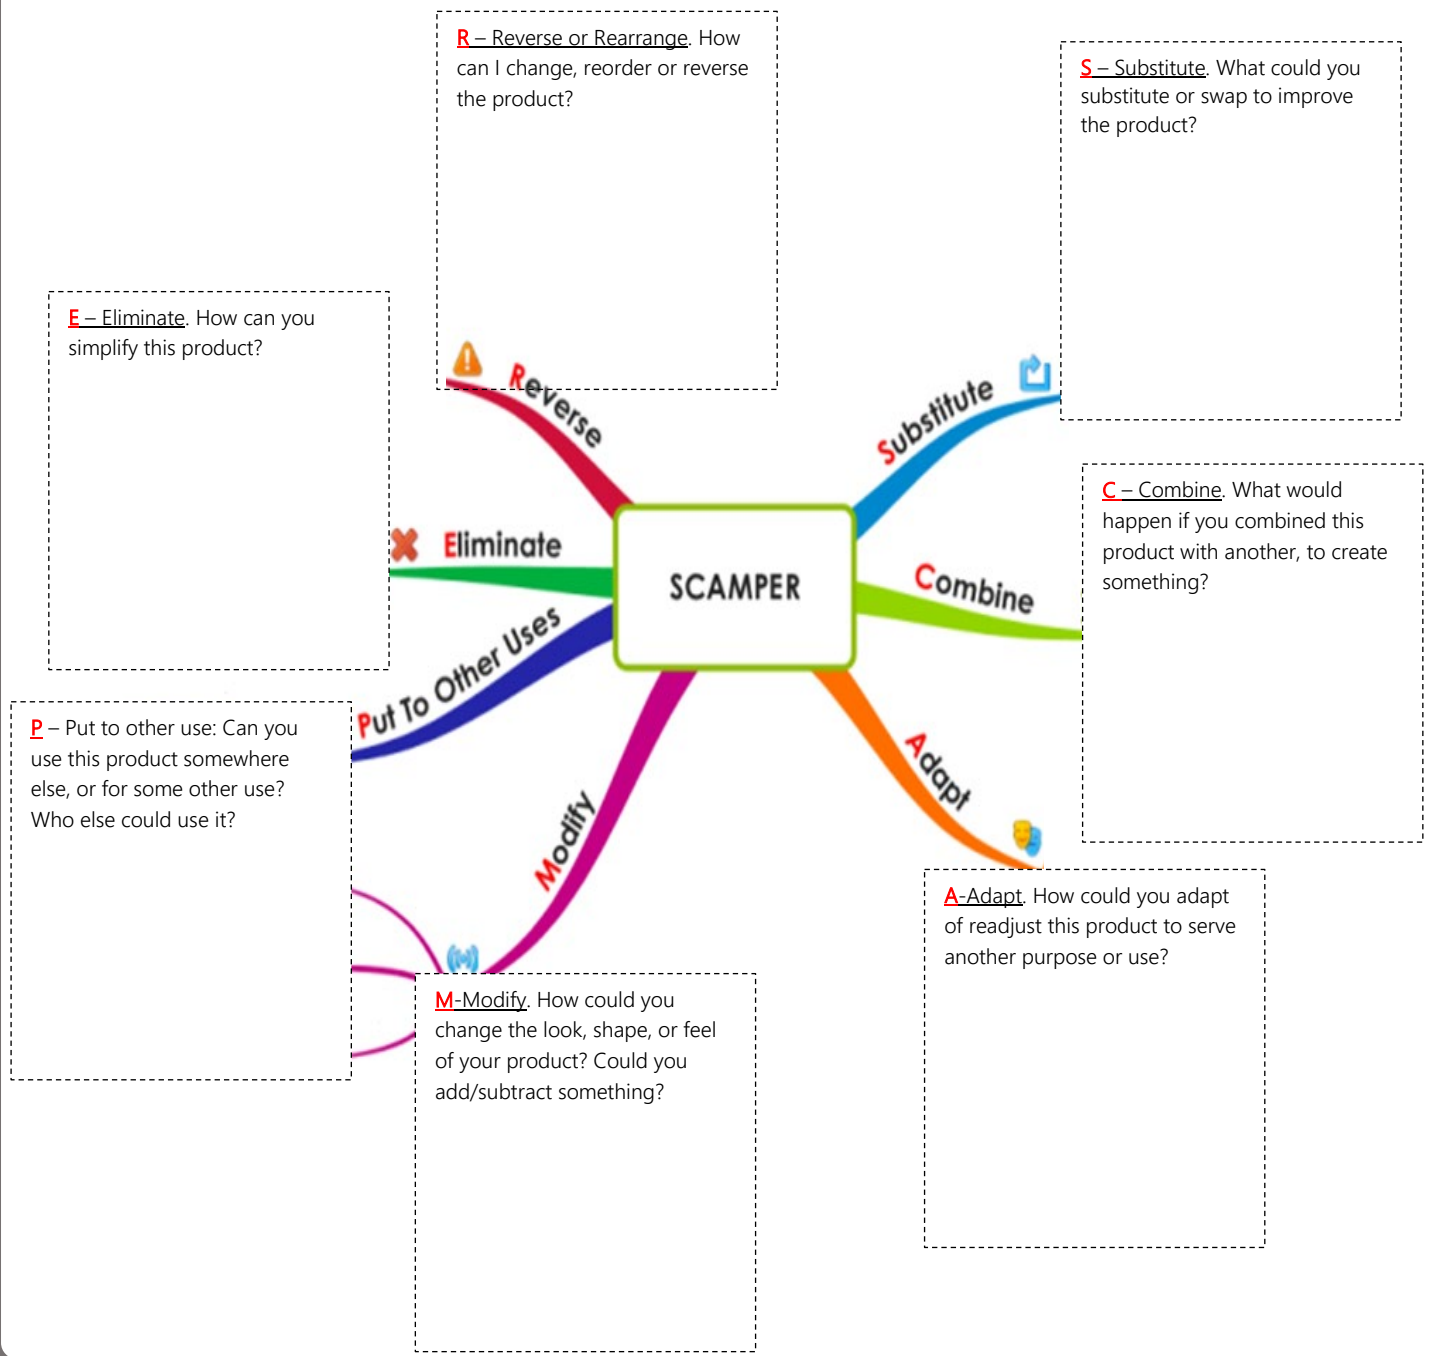 R – Reverse or Rearrange. How
can I change, reorder or reverse
the product?
S – Substitute. What could you
substitute or swap to improve
the product?
E – Eliminate. How can you
simplify this product?
Reverse
Substitute
C – Combine. What would
happen if you combined this
product with another, to create
something?
Eliminate
SCAMPER
Combine
Put To Other Uses
P – Put to other use: Can you
use this product somewhere
else, or for some other use?
Who else could use it?
Adapt
Modify
A-Adapt. How could you adapt
of readjust this product to serve
another purpose or use?
M-Modify. How could you
change the look, shape, or feel
of your product? Could you
add/subtract something?